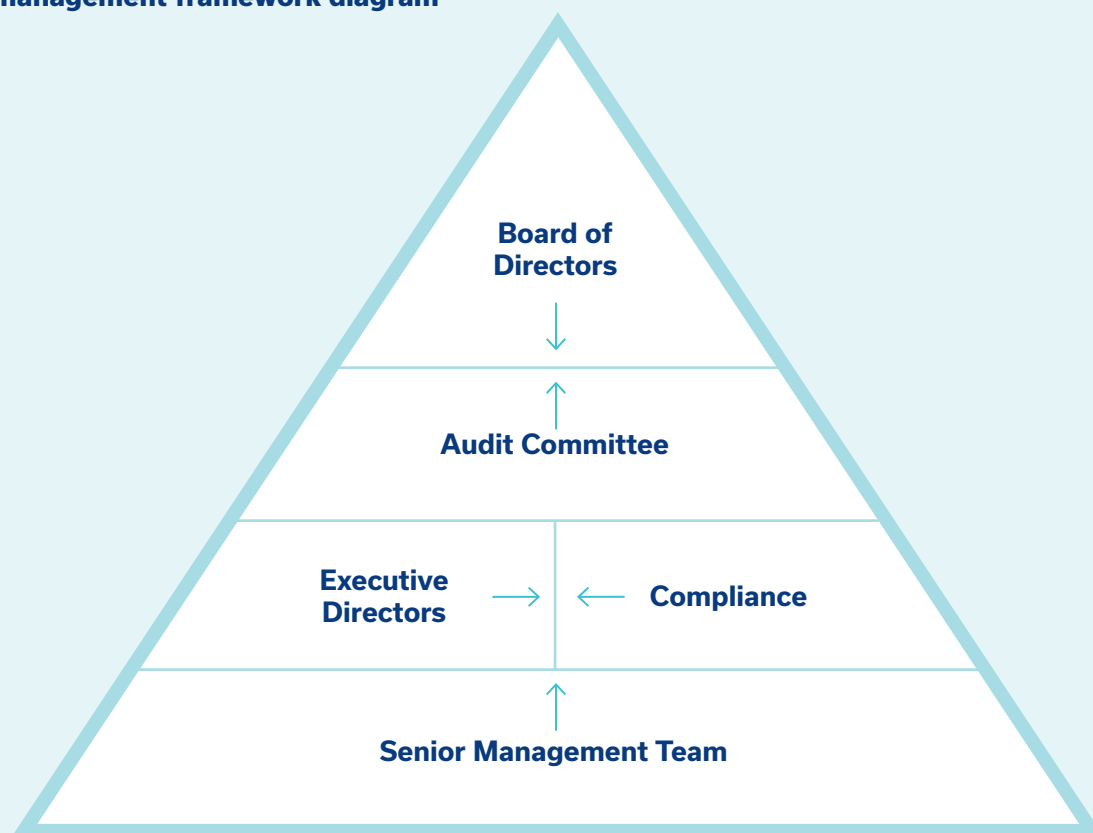 management framework diagram
Board of
Directors
Audit Committee
Executive
Directors
Compliance
Senior Management Team